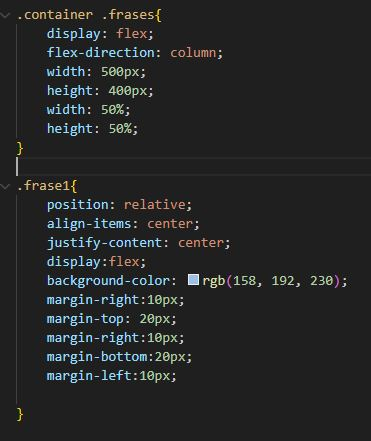 .container .frases{
display: flex;
flex-direction: column;
width: 500px;
height: 400px;
width: 50%;
height: 50%;
}
.frase1{
position: relative;
align-items: center;
justify-content: center;
display:flex;
background-color: rgb(158, 192, 230);
margin-right:10px;
margin-top: 20px;
margin-right:10px;
margin-bottom:20px;
margin-left:10px;
}